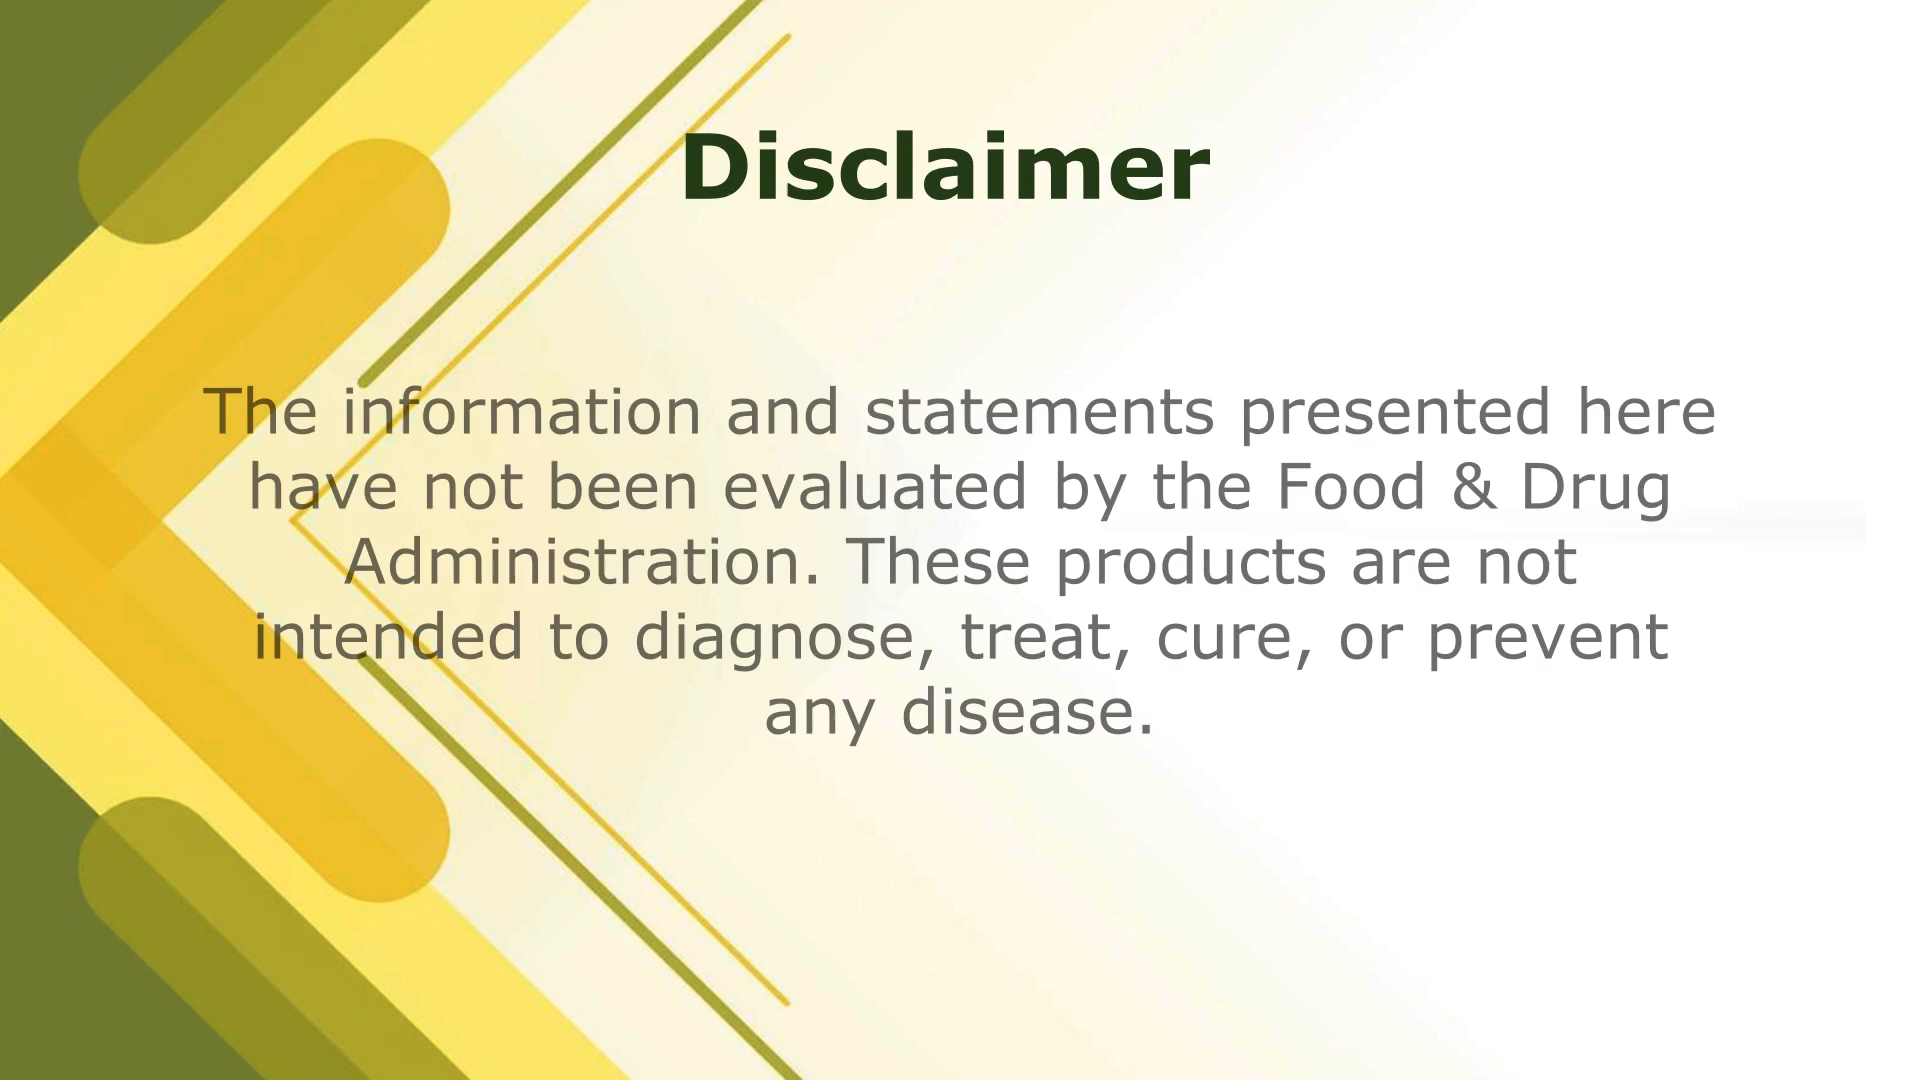 Disclaimer
The information and statements presented here
have not been evaluated by the Food & Drug
Administration. These products are not
intended to diagnose, treat, cure, or prevent
any disease.